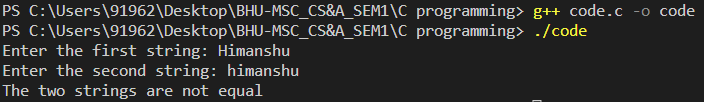 PS C:\Users\91962\Desktop\BHU-MSC_CS&A_SEM1\C programming> g++ code.c -o code
PS C:\Users\91962\Desktop\BHU-MSC_CS&A_SEM1\C programming> ./code
Enter the first string: Himanshu
Enter the second string: himanshu
The two strings are not equal